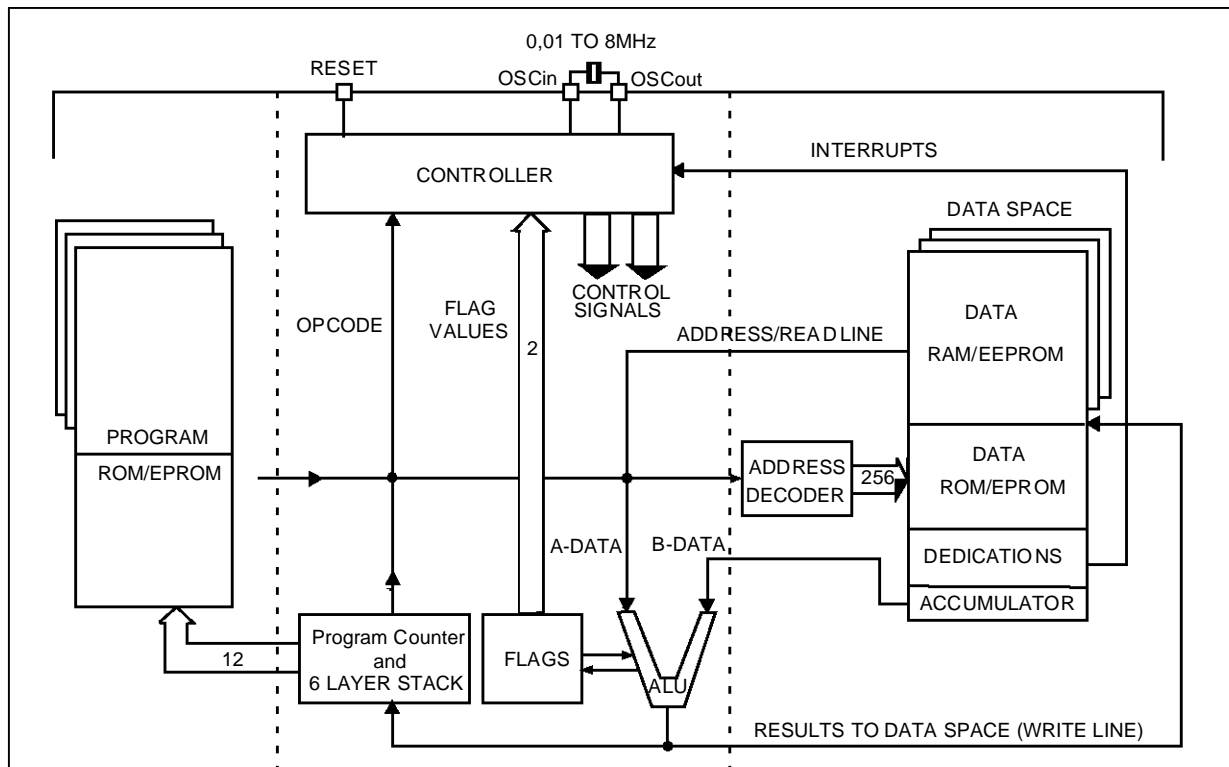 0,01 TO 8MHz
RESET
OSCin
OSCout
INTERRUPTS
CONTROLLER
DATA SPACE
OPCODE
FLAG
VALUES
2
CONTROL
SIGNALS
ADDRESS/READ LINE
DATA
RAM/EEPROM
PROGRAM
ROM/EPROM
ADDRESS
DECODER
256
DATA
ROM/EPROM
A-DATA
B-DATA
DEDICATIONS
ACCUMULATOR
12
Program Counter
and
6 LAYER STACK
FLAGS
ALU
RESULTS TO DATA SPACE (WRITE LINE)